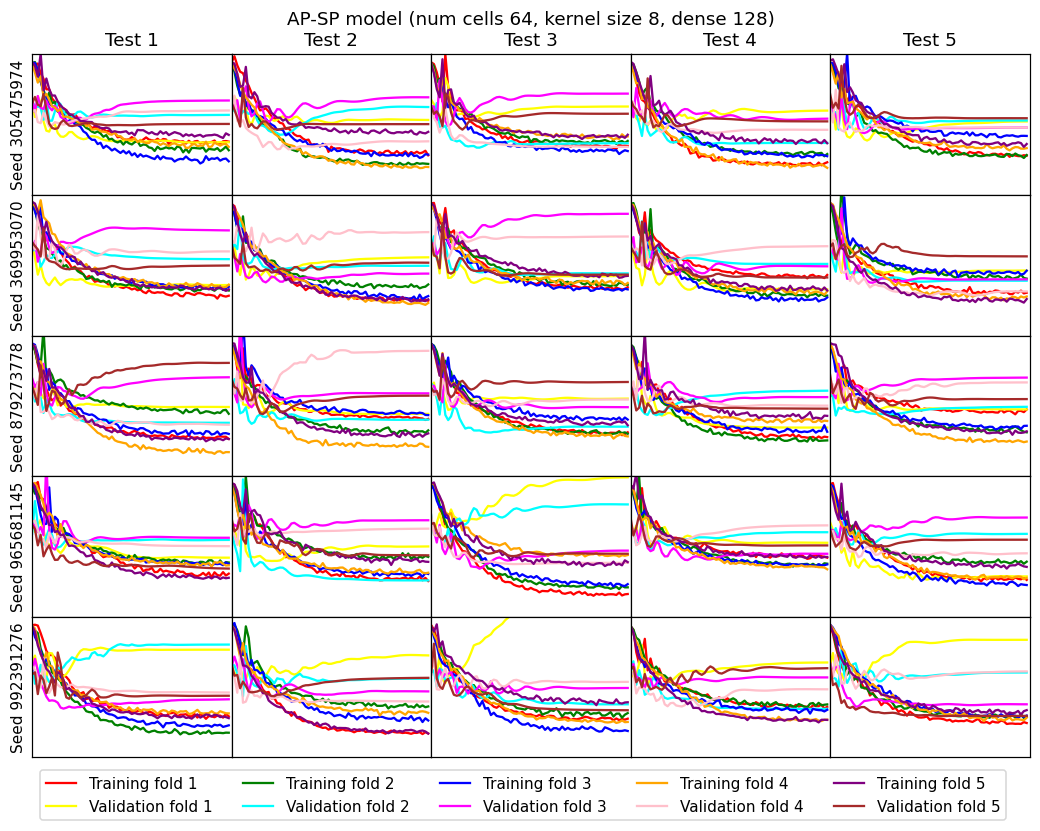 AP-SP model (num cells 64, kernel size 8, dense 128)
Test 1 Test 2 Test 3 Test 4 Test 5
Seed 305475974
Seed 369953070
Seed 879273778
Seed 965681145
Seed 992391276
Training fold 1 Training fold 2 Training fold 3 Training fold 4 Training fold 5
Validation fold 1 Validation fold 2 Validation fold 3 Validation fold 4 Validation fold 5